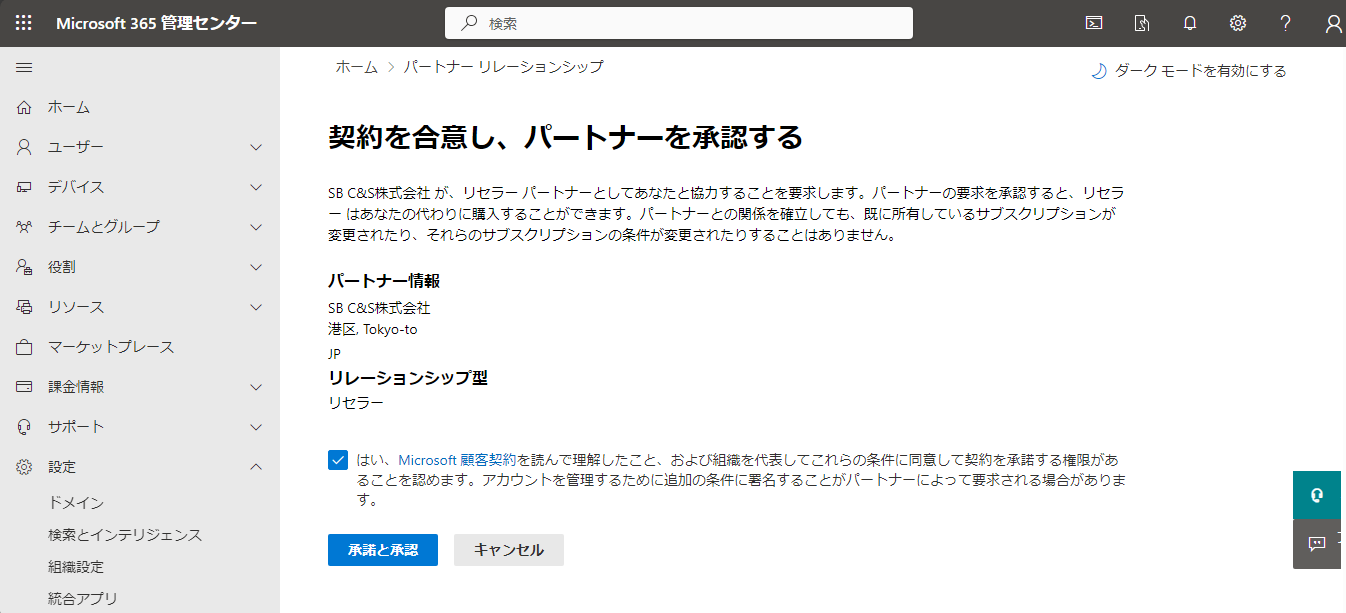 Microsoft 365 管理センター
検索
ホーム
ユーザー
デバイス
チームとグループ
役割
リソース
マーケットプレース
課金情報
サポート
設定
ドメイン
検索とインテリジェンス
組織設定
統合アプリ
ホーム > パートナー リレーションシップ
ダーク モードを有効にする
契約を合意し、パートナーを承認する
SB C&S株式会社 が、リセラー パートナーとしてあなたと協力することを要求します。パートナーの要求を承認すると、リセラ
ー はあなたの代わりに購入することができます。パートナーとの関係を確立しても、既に所有しているサブスクリプションが
変更されたり、それらのサブスクリプションの条件が変更されたりすることはありません。
パートナー情報
SB C&S株式会社
港区, Tokyo-to
JP
リレーションシップ型
リセラー
はい、Microsoft 顧客契約を読んで理解したこと、および組織を代表してこれらの条件に同意して契約を承諾する権限があ
ることを認めます。アカウントを管理するために追加の条件に署名することがパートナーによって要求される場合がありま
す。
承諾と承認
キャンセル